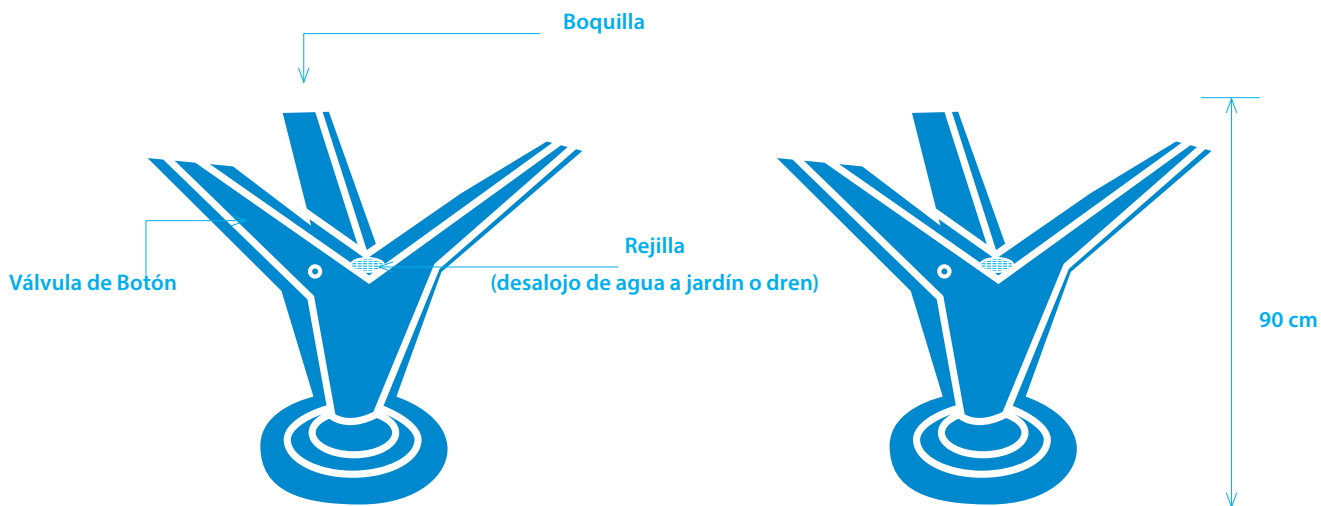 Boquilla
Rejilla
(desalojo de agua a jardín o dren)
Válvula de Botón
90 cm